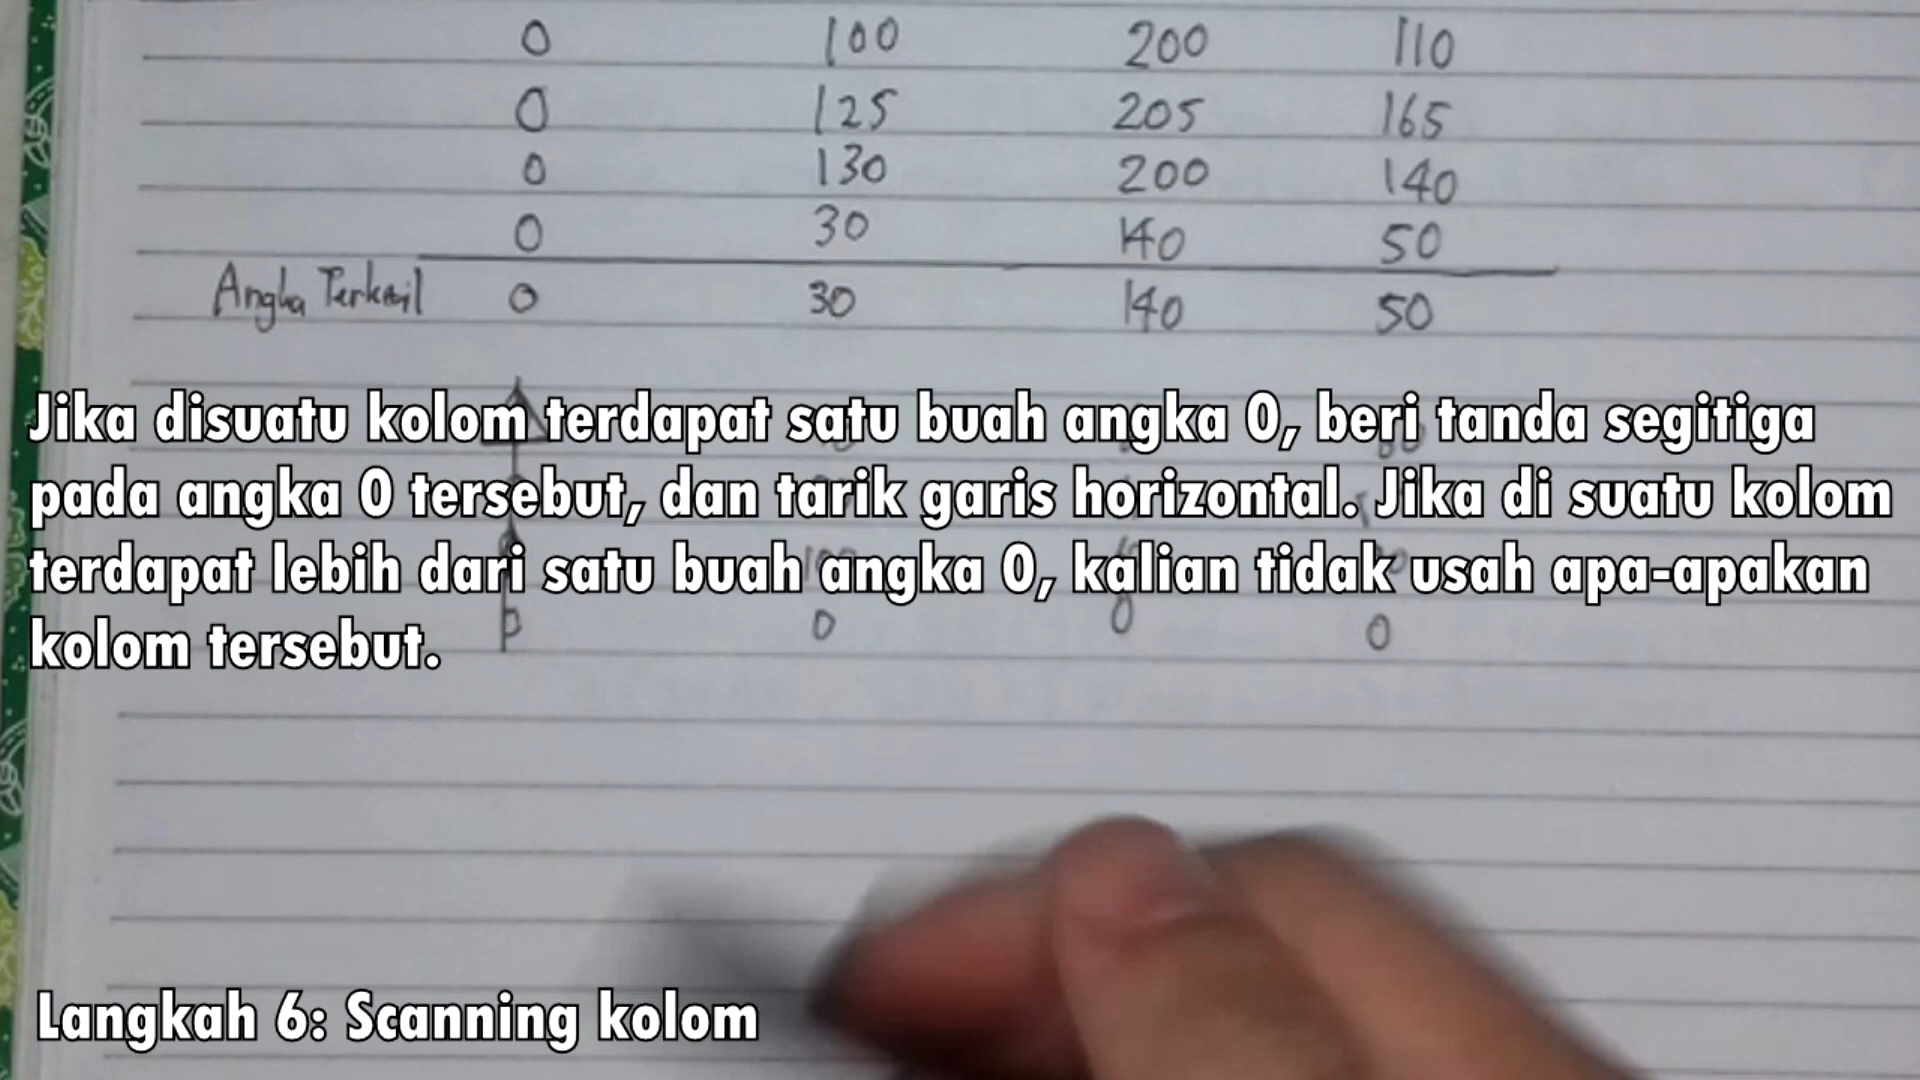 0 100 200 110
0 125 205 165
0 130 200 140
0 30 140 50
Angka Terkecil 0 30 140 50
Jika disuatu kolom terdapat satu buah angka 0, beri tanda segitiga
pada angka 0 tersebut, dan tarik garis horizontal. Jika di suatu kolom
terdapat lebih dari satu buah angka 0, kalian tidak usah apa-apakan
kolom tersebut.
0 0 0
Langkah 6: Scanning kolom